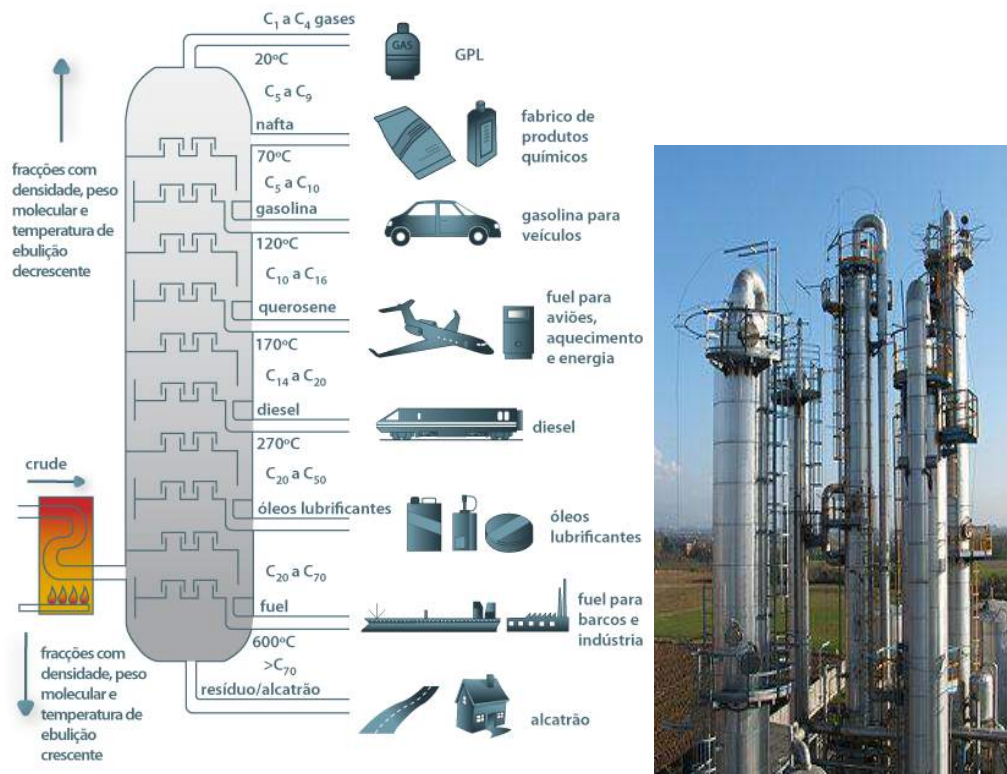 C1 a C4 gases
20ºC
GAS
GPL
C5 a C9
nafta
fabrico de
produtos
químicos
fracções com
densidade, peso
molecular e
temperatura de
ebulição
decrescente
70ºC
C5 a C10
gasolina
gasolina para
veículos
120ºC
C10 a C16
querosene
fuel para
aviões,
aquecimento
e energia
170ºC
C14 a C20
diesel
diesel
270ºC
crude
C20 a C50
óleos lubrificantes
óleos
lubrificantes
C20 a C70
fuel
fuel para
barcos e
indústria
600ºC
>C70
resíduo/alcatrão
alcatrão
fracções com
densidade, peso
molecular e
temperatura de
ebulição
crescente